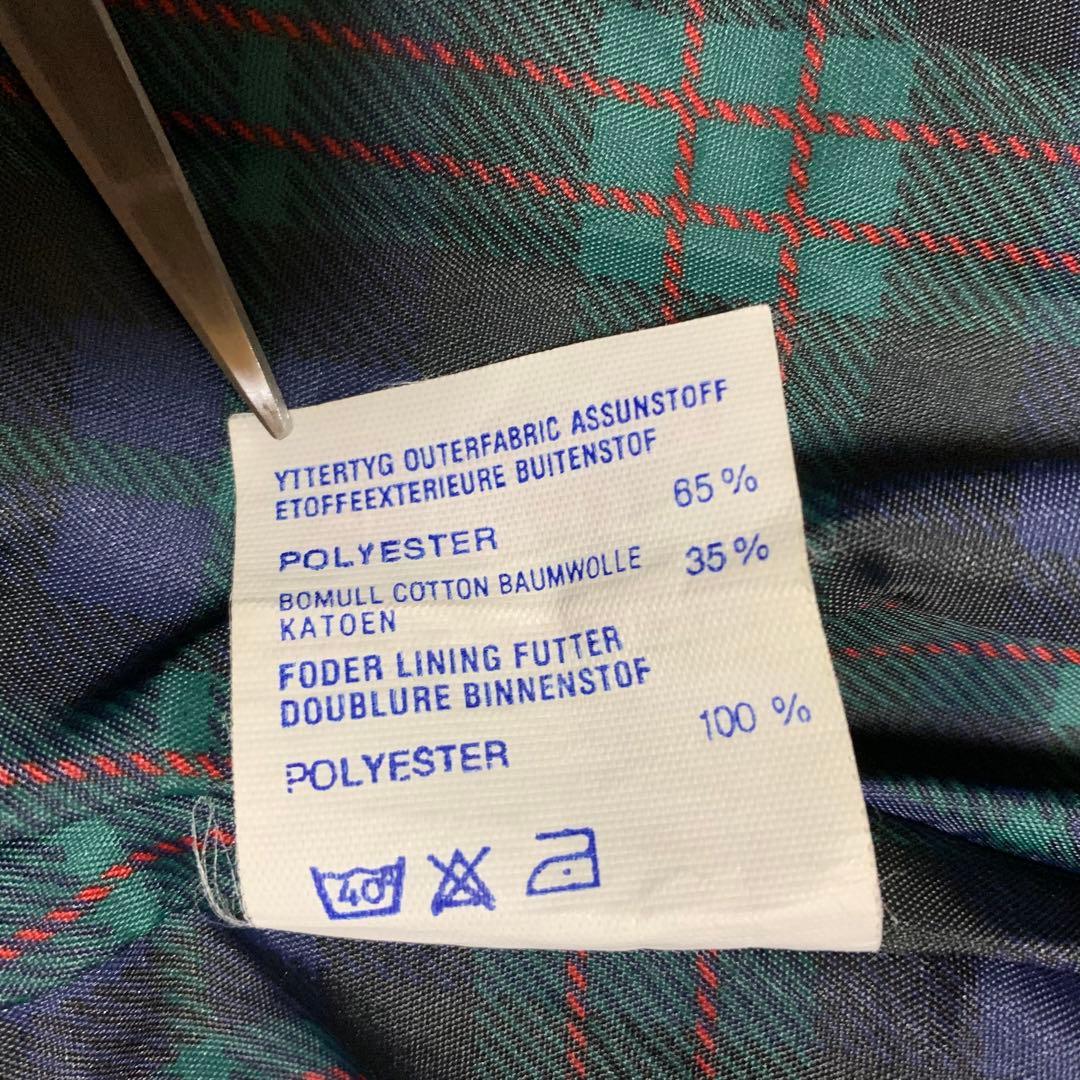 YTTERTYG OUTERFABRIC ASSUNSTOFF
ETOFFEEXTERIEURE BUITENSTOF
POLYESTER 65 %
BOMULL COTTON BAUMWOLLE 35 %
KATOEN
FODER LINING FUTTER
DOUBLURE BINNENSTOF
POLYESTER 100 %
40°